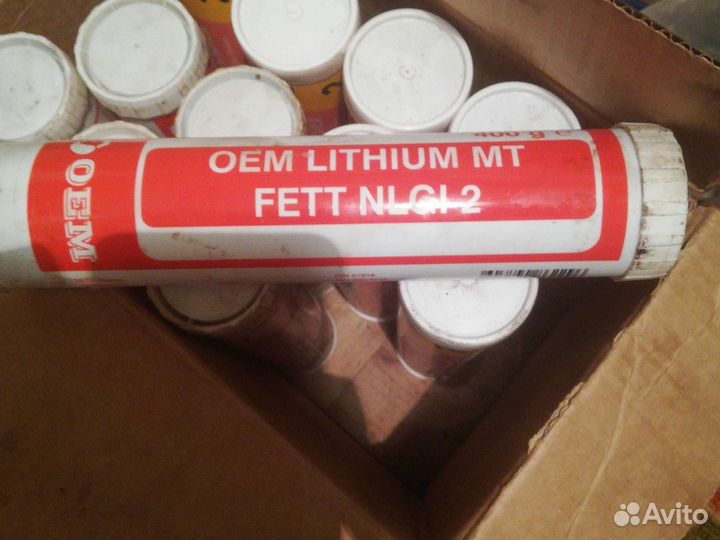 400 g e
OEM LITHIUM MT
FETT NLGI 2
OEM
Avito